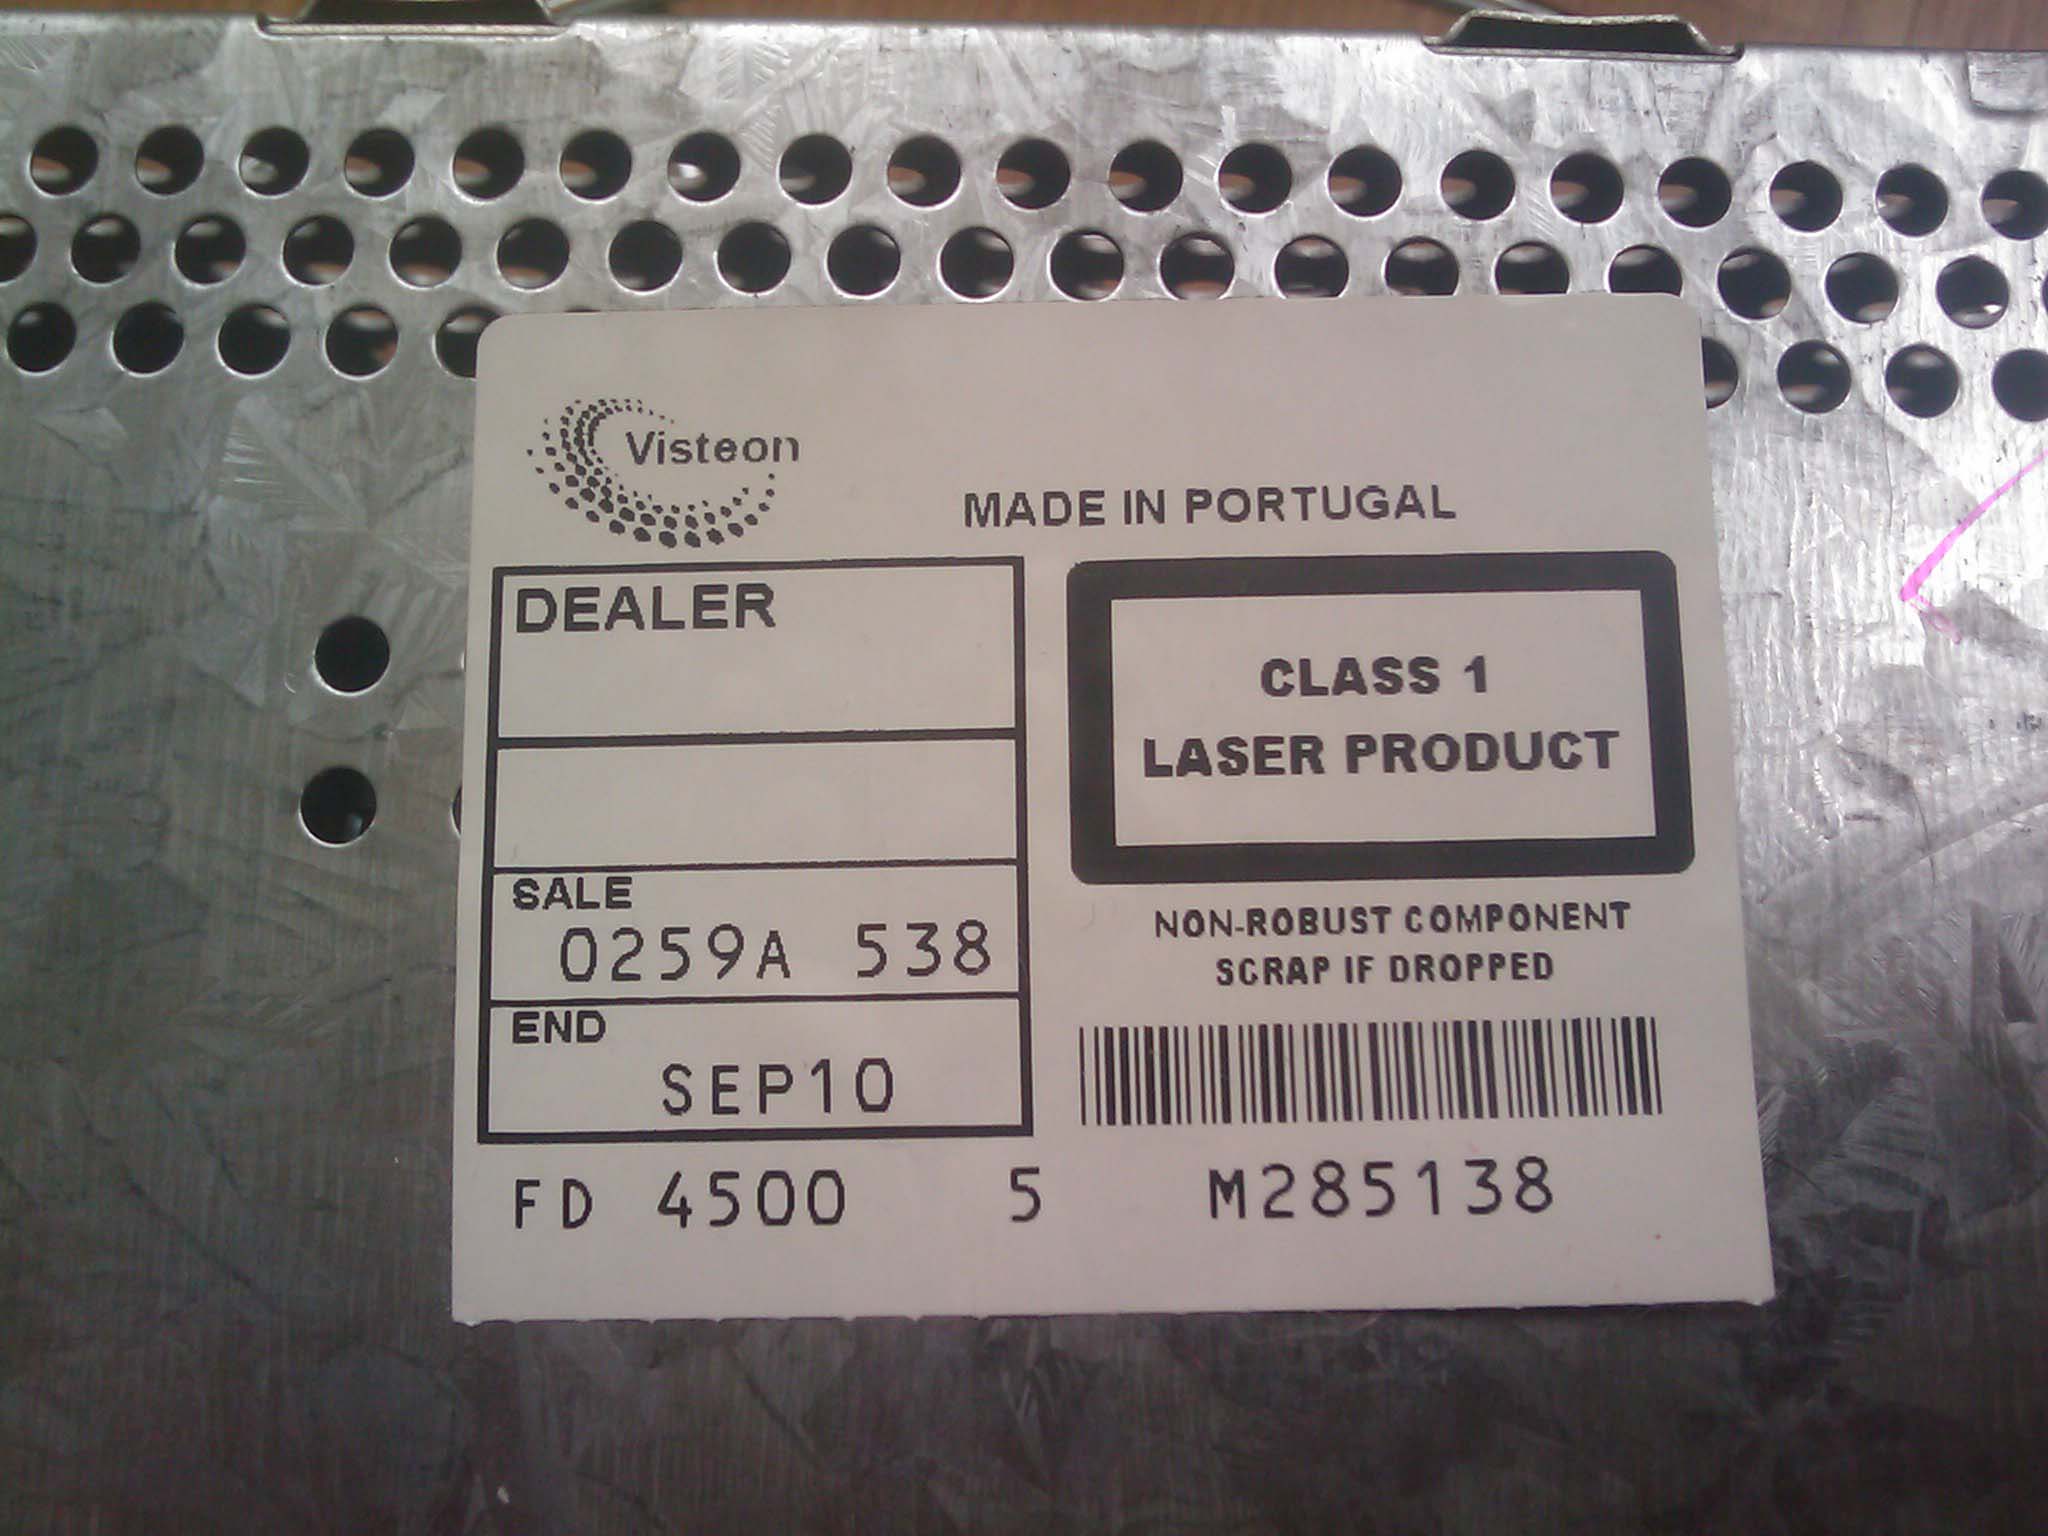 Visteon
MADE IN PORTUGAL
DEALER
CLASS 1
LASER PRODUCT
SALE
0259A 538
END
SEP10
NON-ROBUST COMPONENT
SCRAP IF DROPPED
FD 4500 5 M285138